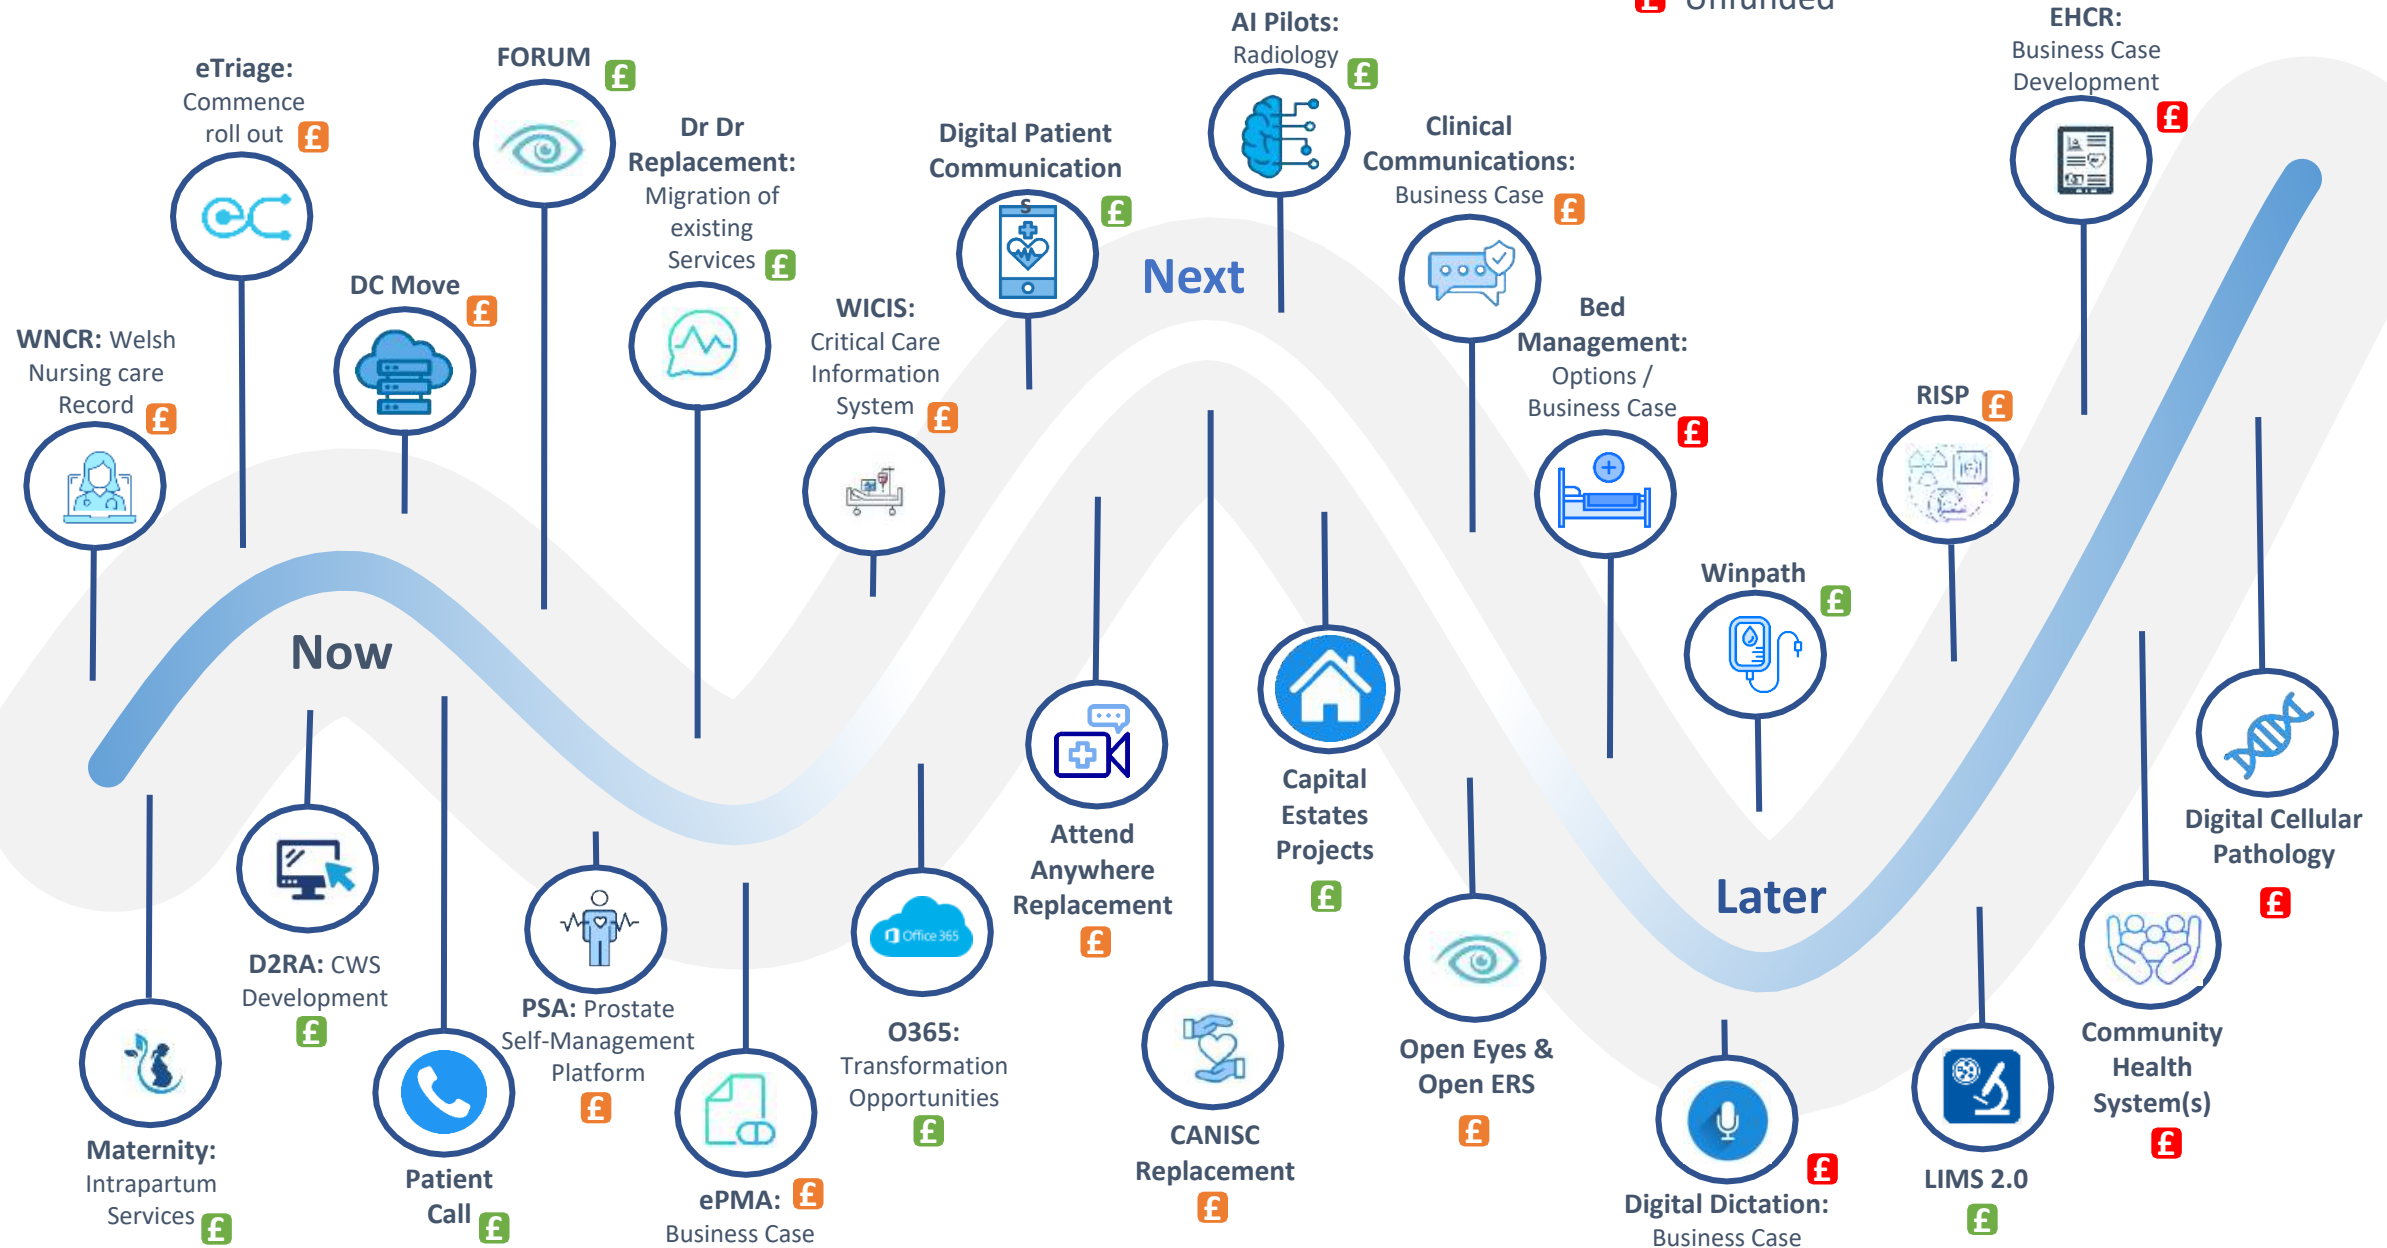 £ Unfunded
AI Pilots:
Radiology
£
EHCR:
Business Case
Development
£
FORUM
£
eTriage:
Commence
roll out £
Dr Dr
Replacement:
Migration of
existing
Services £
Digital Patient
Communication
s
£
Clinical
Communications:
Business Case £
DC Move
£
Next
WICIS:
Critical Care
Information
System £
Bed
Management:
Options /
Business Case
£
WNCR: Welsh
Nursing care
Record £
RISP £
Winpath
£
Now
Capital
Estates
Projects
£
Attend
Anywhere
Replacement
£
Digital Cellular
Pathology
£
Later
Office 365
D2RA: CWS
Development
£
PSA: Prostate
Self-Management
Platform
£
O365:
Transformation
Opportunities
£
Open Eyes &
Open ERS
£
Community
Health
System(s)
£
CANISC
Replacement
£
Maternity:
Intrapartum
Services £
Patient
Call £
ePMA: £
Business Case
£
Digital Dictation:
Business Case
LIMS 2.0
£